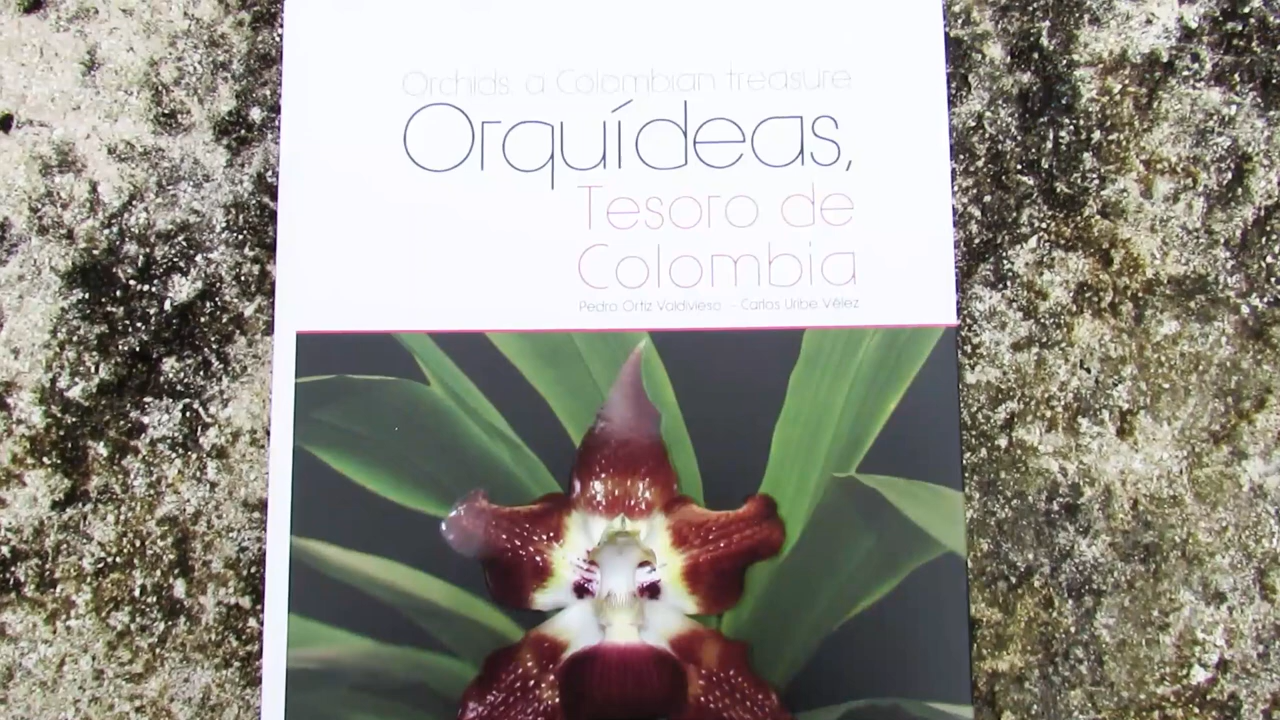 Orchids, a Colombian treasure
Orquídeas,
Tesoro de
Colombia
Pedro Ortiz Valdivieso - Carlos Uribe Vélez